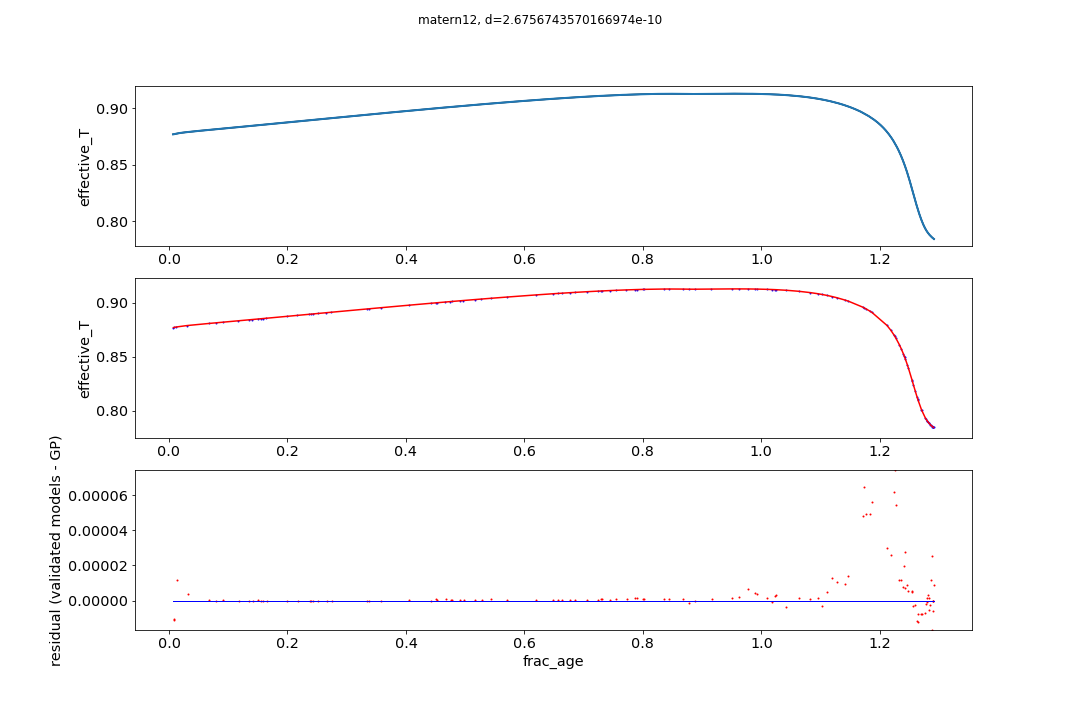 matern12, d=2.6756743570166974e-10
effective_T
0.90
0.85
0.80
0.0 0.2 0.4 0.6 0.8 1.0 1.2
effective_T
0.90
0.85
0.80
0.0 0.2 0.4 0.6 0.8 1.0 1.2
residual (validated models - GP)
0.00006
0.00004
0.00002
0.00000
0.0 0.2 0.4 0.6 0.8 1.0 1.2
frac_age